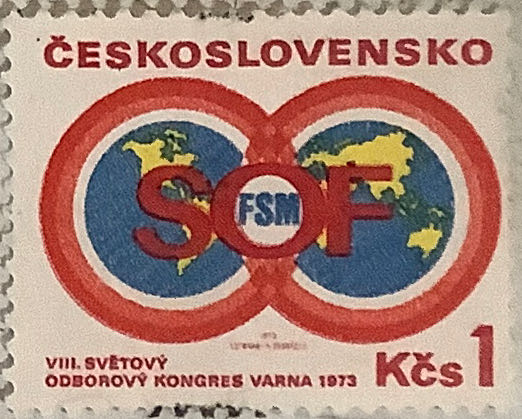 ČESKOSLOVENSKO
SOF
FSM
VIII. SVĚTOVÝ
ODBOROVÝ KONGRES VARNA 1973
Kčs 1